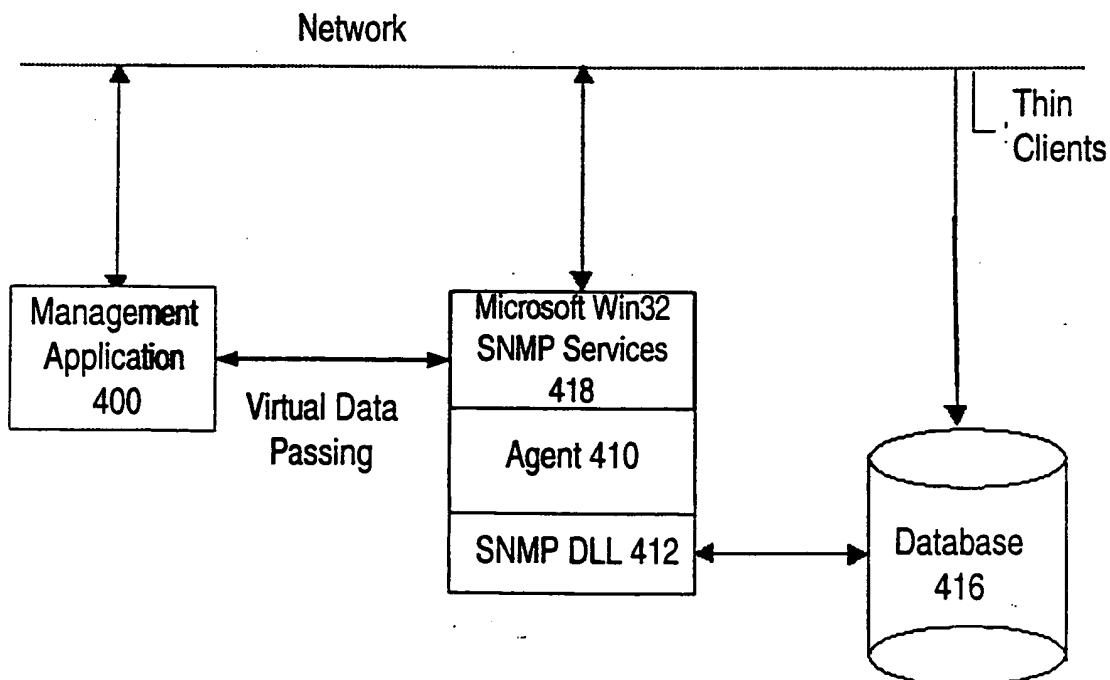 Network
Thin
Clients
Management
Application
400
Virtual Data
Passing
Microsoft Win32
SNMP Services
418
Agent 410
SNMP DLL 412
Database
416